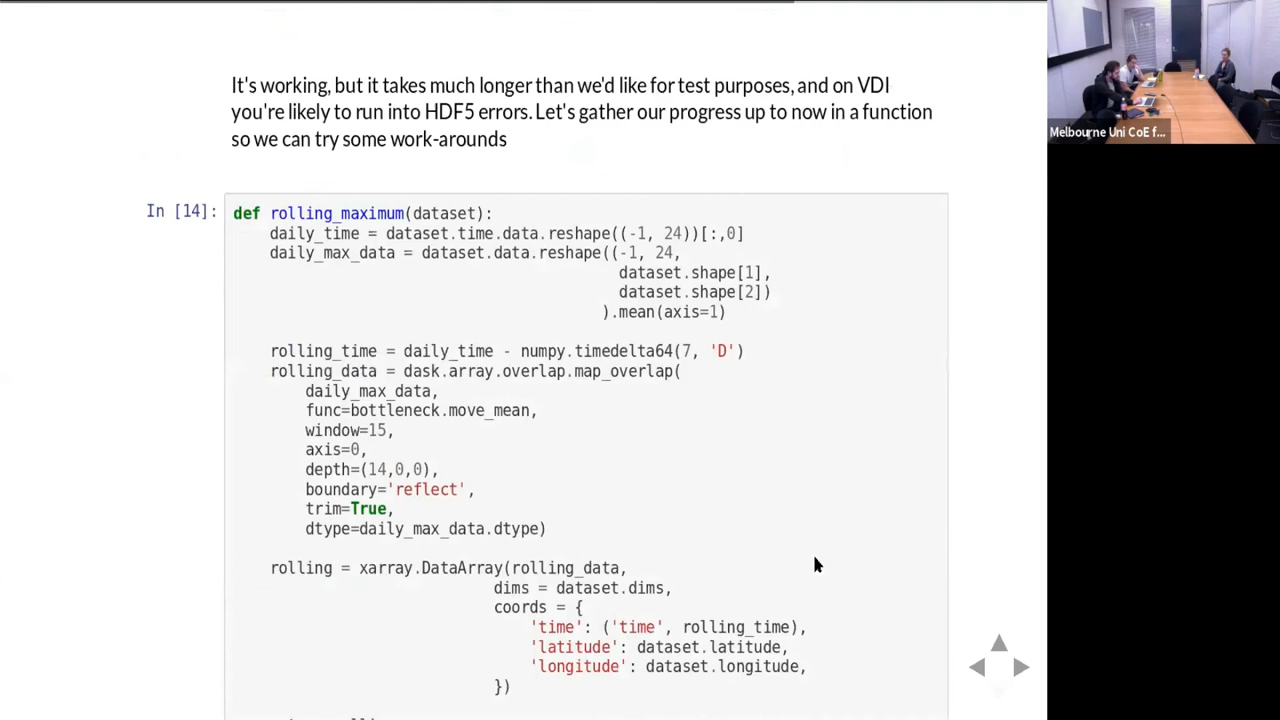 It's working, but it takes much longer than we'd like for test purposes, and on VDI
you're likely to run into HDF5 errors. Let's gather our progress up to now in a function
so we can try some work-arounds
In [14]:
def rolling_maximum(dataset):
    daily_time = dataset.time.data.reshape((-1, 24))[:,0]
    daily_max_data = dataset.data.reshape((-1, 24,
                                           dataset.shape[1],
                                           dataset.shape[2])
                                         ).mean(axis=1)
    rolling_time = daily_time - numpy.timedelta64(7, 'D')
    rolling_data = dask.array.overlap.map_overlap(
        daily_max_data,
        func=bottleneck.move_mean,
        window=15,
        axis=0,
        depth=(14,0,0),
        boundary='reflect',
        trim=True,
        dtype=daily_max_data.dtype)
    rolling = xarray.DataArray(rolling_data,
                             dims = dataset.dims,
                             coords = {
                                 'time': ('time', rolling_time),
                                 'latitude': dataset.latitude,
                                 'longitude': dataset.longitude,
                             })
Melbourne Uni CoE f...